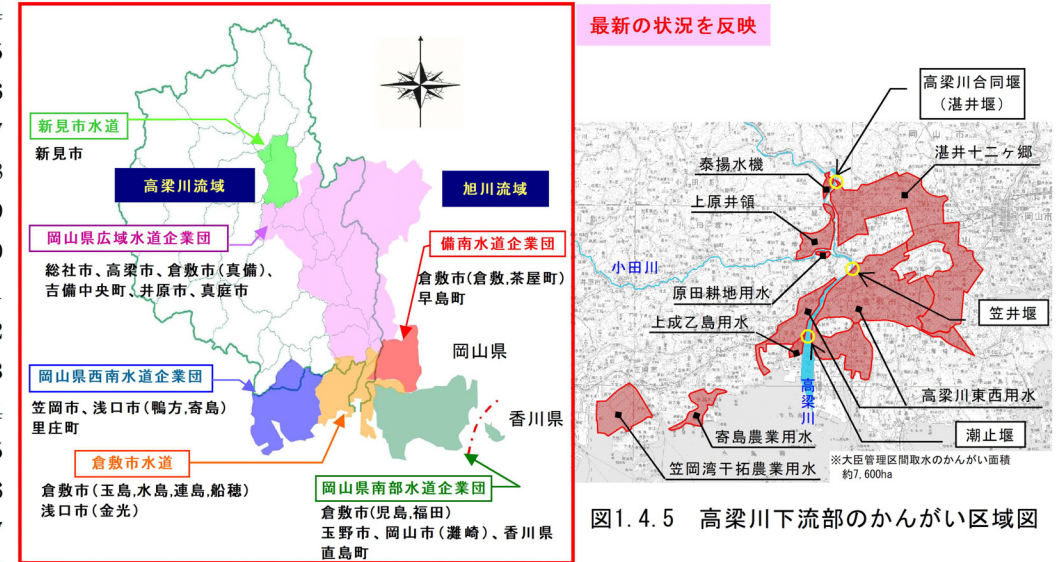 新見市水道
新見市
高梁川流域
旭川流域
岡山県広域水道企業団
総社市、高梁市、倉敷市(真備)、
吉備中央町、井原市、真庭市
備南水道企業団
倉敷市(倉敷,茶屋町)
早島町
岡山県
岡山県西南水道企業団
笠岡市、浅口市(鴨方,寄島)
里庄町
香川県
倉敷市水道
倉敷市(玉島,水島,連島,船穂)
浅口市(金光)
岡山県南部水道企業団
倉敷市(児島,福田)
玉野市、岡山市(灘崎)、香川県
直島町
最新の状況を反映
高梁川合同堰
(湛井堰)
泰揚水機
湛井十二ヶ郷
上原井領
小田川
原田耕地用水
笠井堰
上成乙島用水
高梁川
高梁川東西用水
寄島農業用水
潮止堰
笠岡湾干拓農業用水
※大臣管理区間取水のかんがい面積
約7,600ha
図1.4.5 高梁川下流部のかんがい区域図